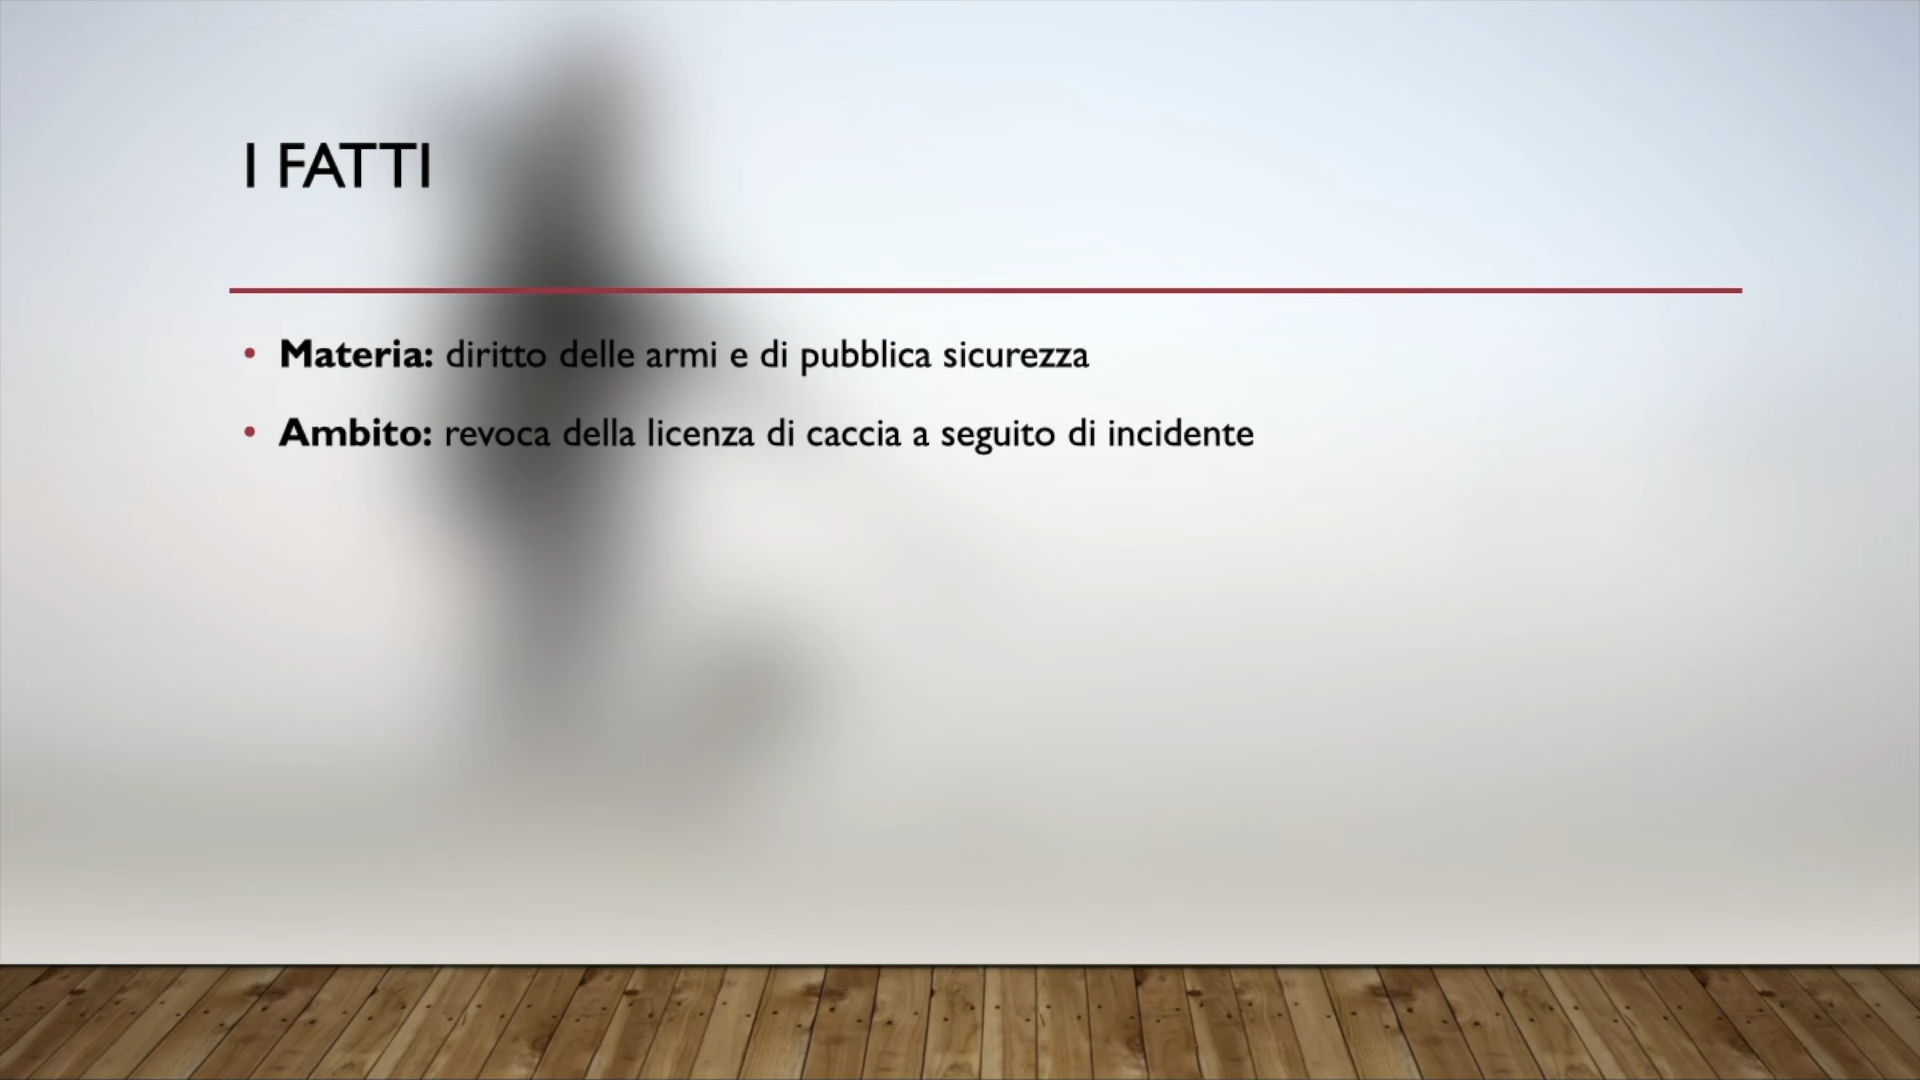 I FATTI
• Materia: diritto delle armi e di pubblica sicurezza
• Ambito: revoca della licenza di caccia a seguito di incidente